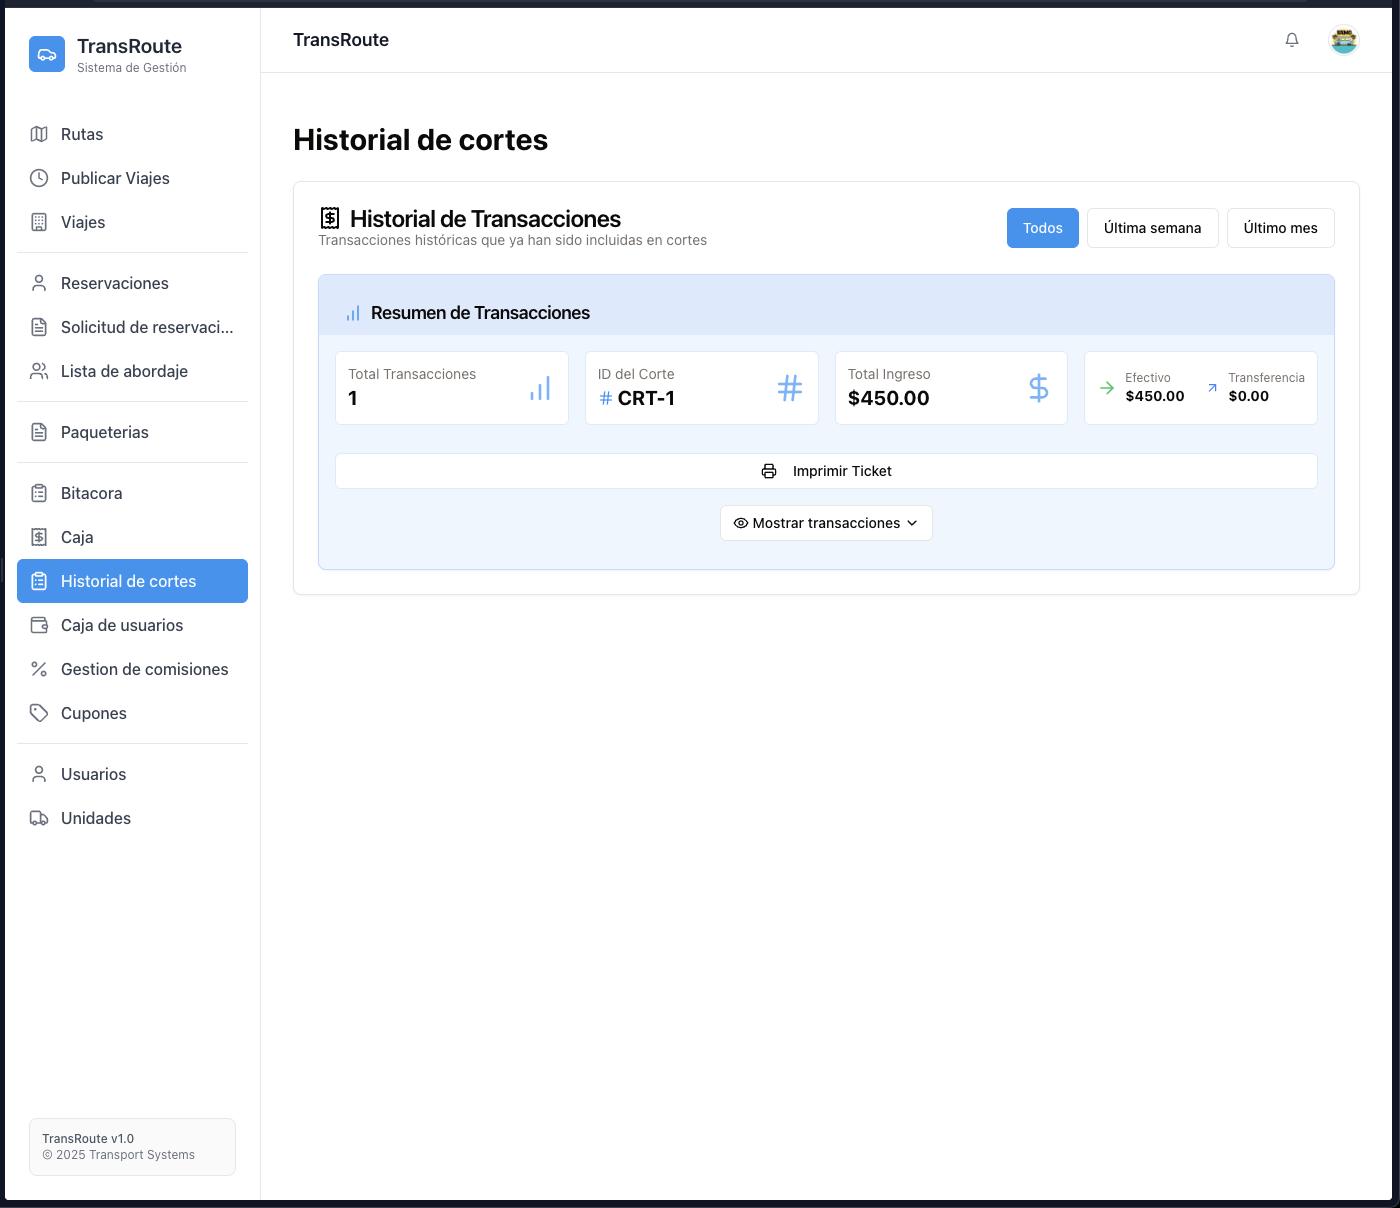 TransRoute
Sistema de Gestión
Rutas
Publicar Viajes
Viajes
Reservaciones
Solicitud de reservaci...
Lista de abordaje
Paqueterias
Bitacora
Caja
Historial de cortes
Caja de usuarios
Gestion de comisiones
Cupones
Usuarios
Unidades
TransRoute v1.0
© 2025 Transport Systems
TransRoute
Historial de cortes
Historial de Transacciones
Transacciones históricas que ya han sido incluidas en cortes
Todos
Última semana
Último mes
Resumen de Transacciones
Total Transacciones
1
ID del Corte
# CRT-1
#
Total Ingreso
$450.00
$
Efectivo
$450.00
Transferencia
$0.00
Imprimir Ticket
Mostrar transacciones